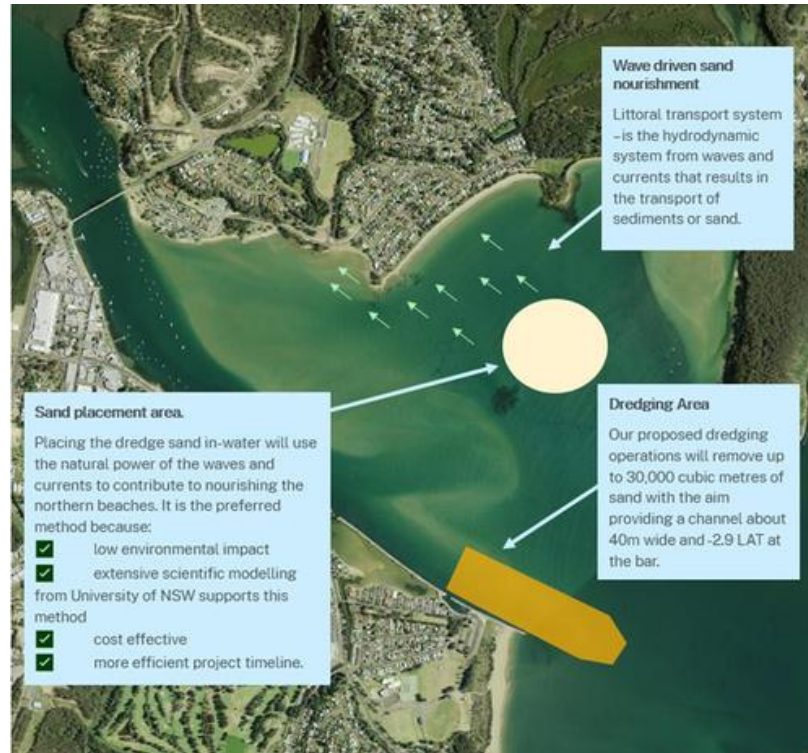 Wave driven sand
nourishment
Littoral transport system
–is the hydrodynamic
system from waves and
currents that results in
the transport of
sediments or sand.
Sand placement area.
Placing the dredge sand in-water will use
the natural power of the waves and
currents to contribute to nourishing the
northern beaches. It is the preferred
method because:
low environmental impact
extensive scientific modelling
from University of NSW supports this
method
cost effective
more efficient project timeline.
Dredging Area
Our proposed dredging
operations will remove up
to 30,000 cubic metres of
sand with the aim
providing a channel about
40m wide and -2.9 LAT at
the bar.